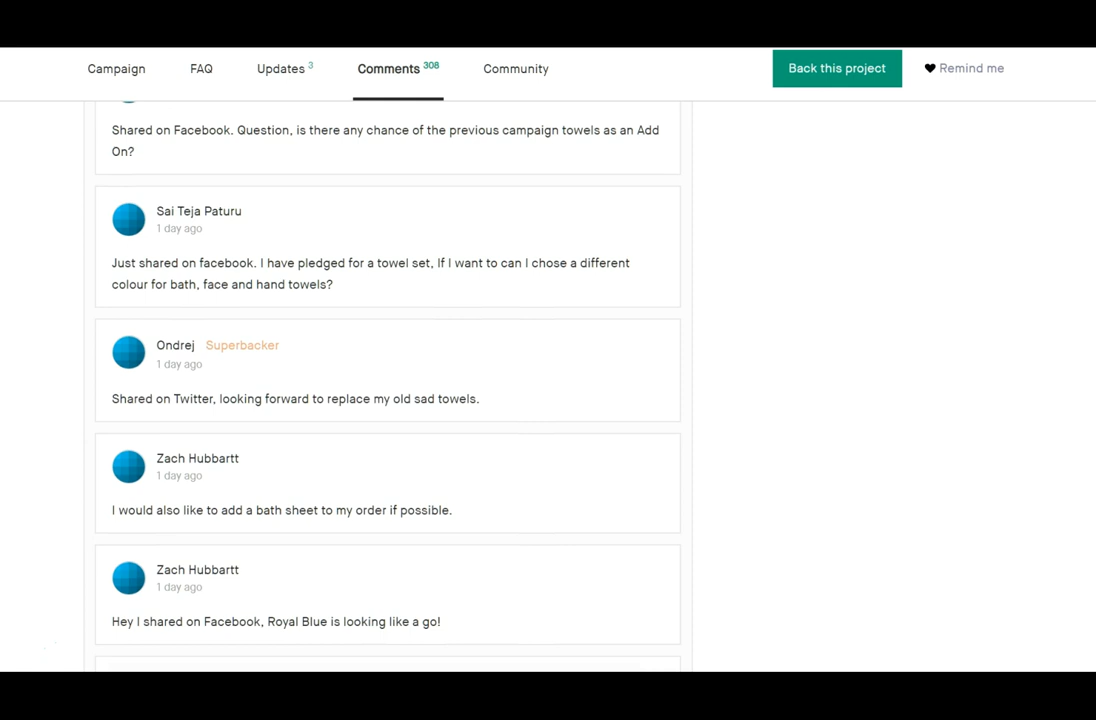 Campaign FAQ Updates 3 Comments 308 Community Back this project Remind me
Shared on Facebook. Question, is there any chance of the previous campaign towels as an Add
On?
Sai Teja Paturu
1 day ago
Just shared on facebook. I have pledged for a towel set, If I want to can I chose a different
colour for bath, face and hand towels?
Ondrej Superbacker
1 day ago
Shared on Twitter, looking forward to replace my old sad towels.
Zach Hubbartt
1 day ago
I would also like to add a bath sheet to my order if possible.
Zach Hubbartt
1 day ago
Hey I shared on Facebook, Royal Blue is looking like a go!